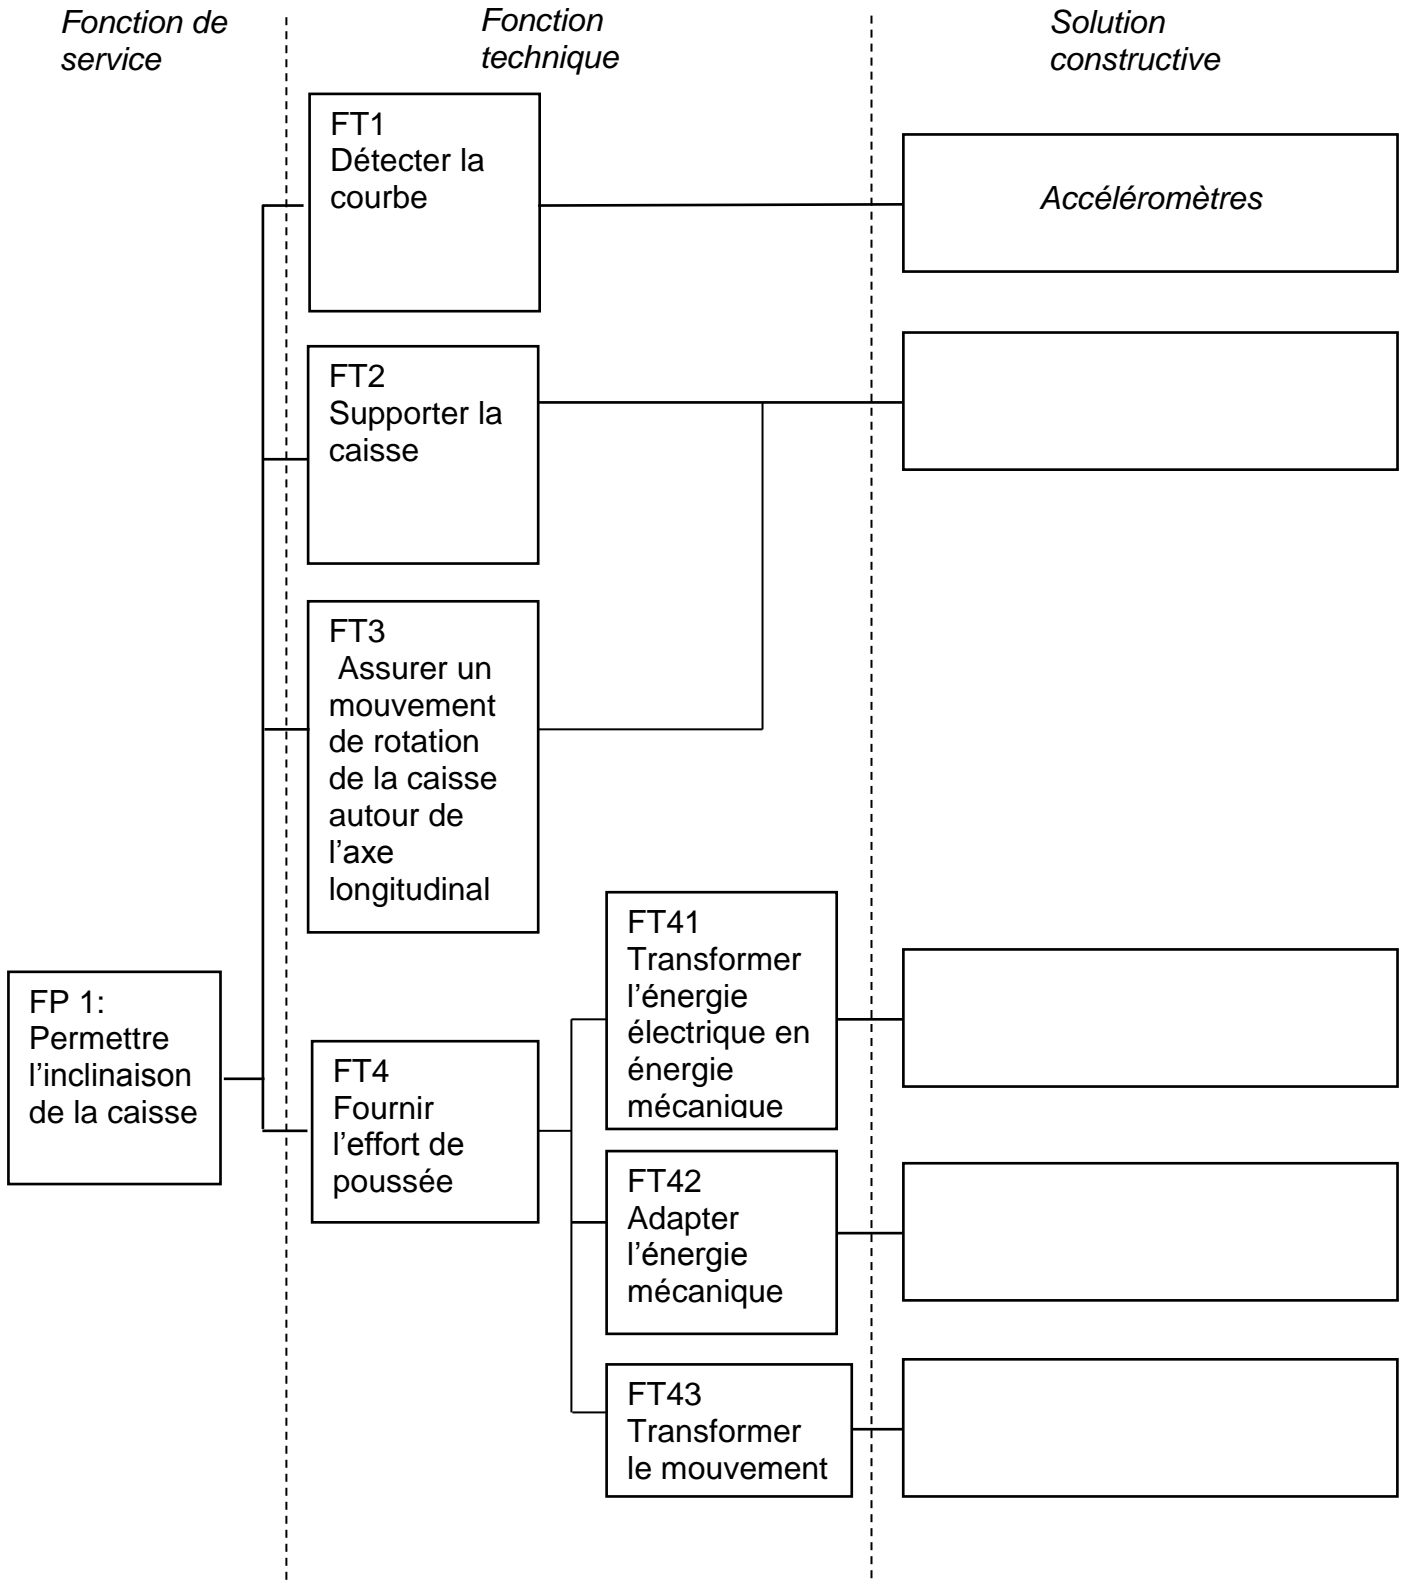 Fonction de
service
Fonction
technique
Solution
constructive
FT1
Détecter la
courbe
Accéléromètres
FT2
Supporter la
caisse
FT3
Assurer un
mouvement
de rotation
de la caisse
autour de
l’axe
longitudinal
FT41
Transformer
l’énergie
électrique en
énergie
mécanique
FP 1:
Permettre
l’inclinaison
de la caisse
FT4
Fournir
l’effort de
poussée
FT42
Adapter
l’énergie
mécanique
FT43
Transformer
le mouvement